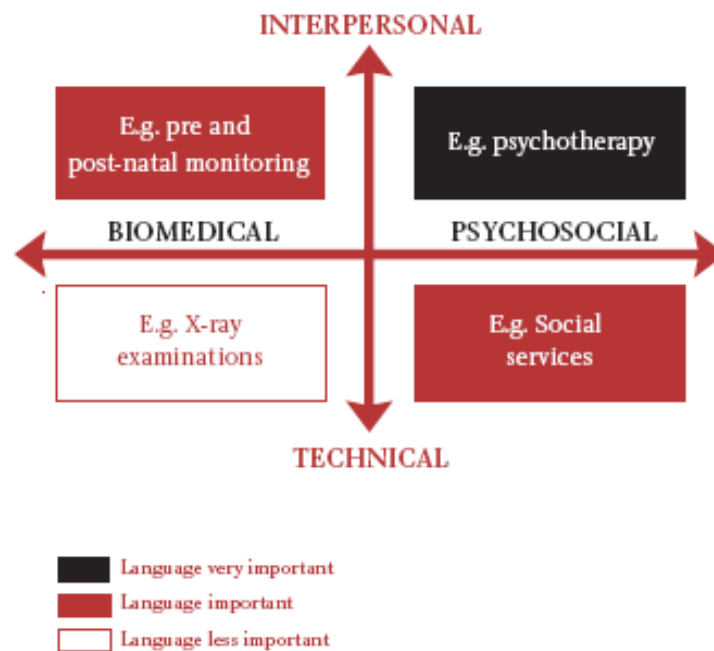 INTERPERSONAL
E.g. pre and
post-natal monitoring
E.g. psychotherapy
BIOMEDICAL
PSYCHOSOCIAL
E.g. X-ray
examinations
E.g. Social
services
TECHNICAL
Language very important
Language important
Language less important